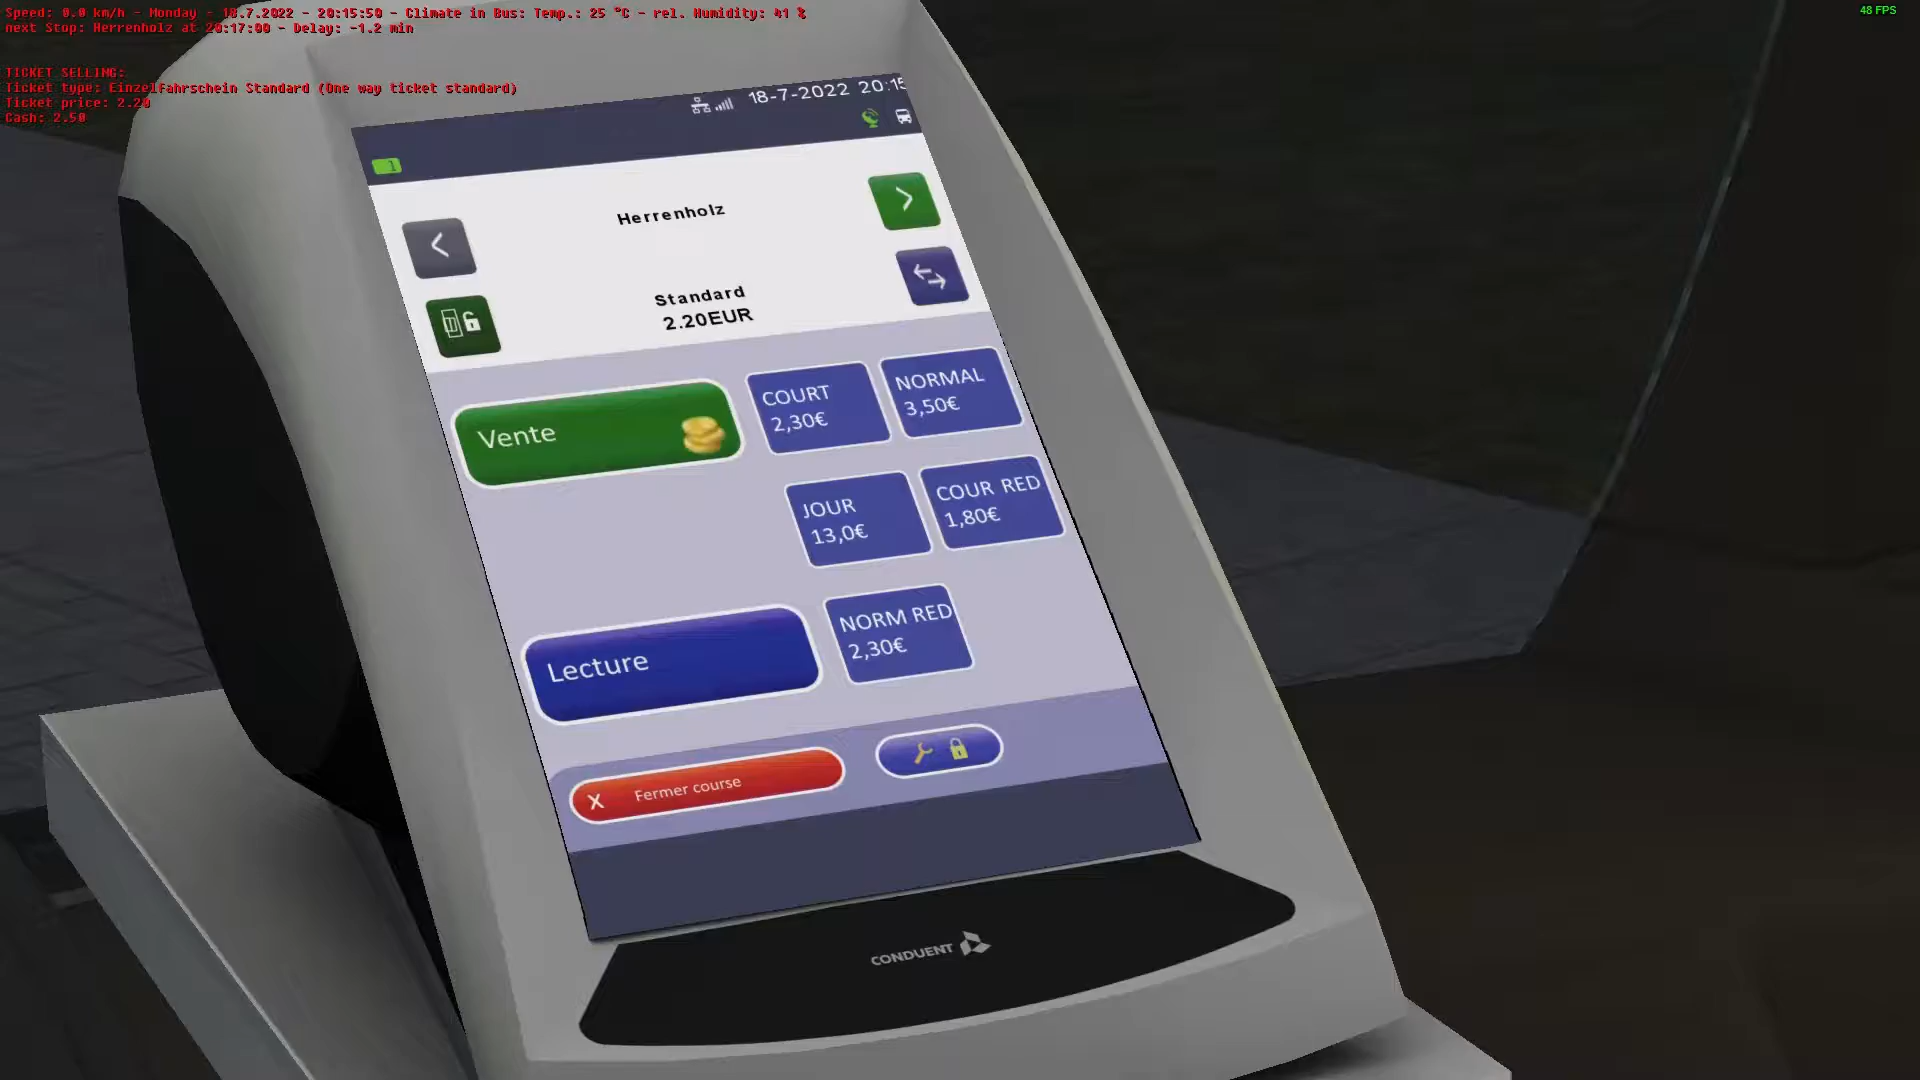 Speed: 0.0 km/h - Monday - 18.7.2022 - 20:15:50 - Climate in Bus: Temp.: 25 °C - rel. Humidity: 41 %
next Stop: Herrenholz at 20:17:00 - Delay: -1.2 min
48 FPS
TICKET SELLING:
Ticket type: Einzelfahrschein Standard (One way ticket standard)
Ticket price: 2.20
Cash: 2.50
18-7-2022 20:15
1
Herrenholz
Standard
2.20EUR
Vente
COURT
2,30€
NORMAL
3,50€
JOUR
13,0€
COUR RED
1,80€
Lecture
NORM RED
2,30€
X Fermer course
CONDUENT